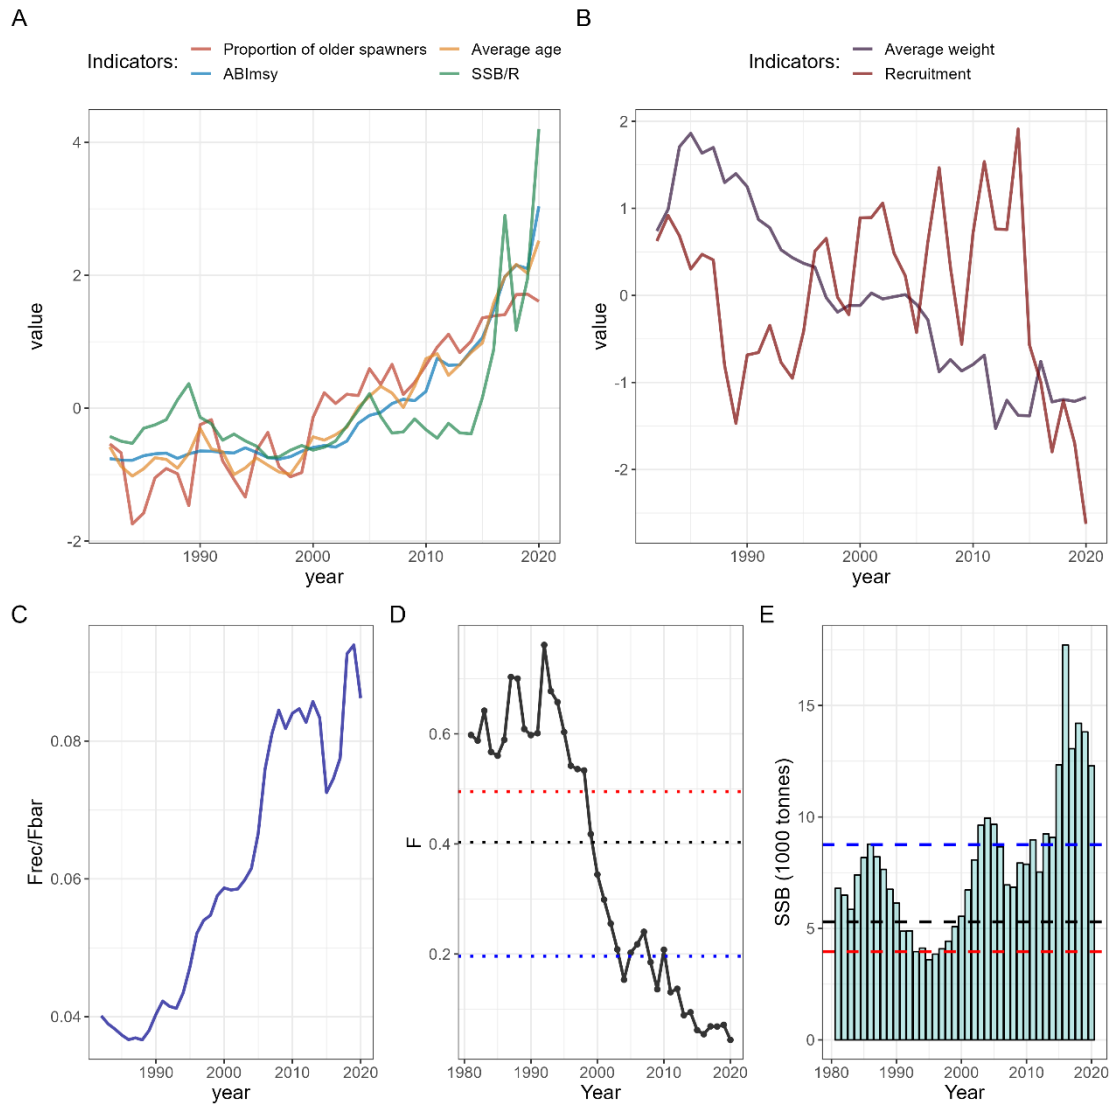 A
Indicators:
Proportion of older spawners
Average age
ABImsy
SSB/R
value
4
2
0
-2
1990
2000
2010
2020
year
B
Indicators:
Average weight
Recruitment
value
2
1
0
-1
-2
1990
2000
2010
2020
year
C
Frec/Fbar
0.08
0.06
0.04
1990
2000
2010
2020
year
D
F
0.6
0.4
0.2
1980
1990
2000
2010
2020
Year
E
SSB (1000 tonnes)
15
10
5
0
1980
1990
2000
2010
2020
Year